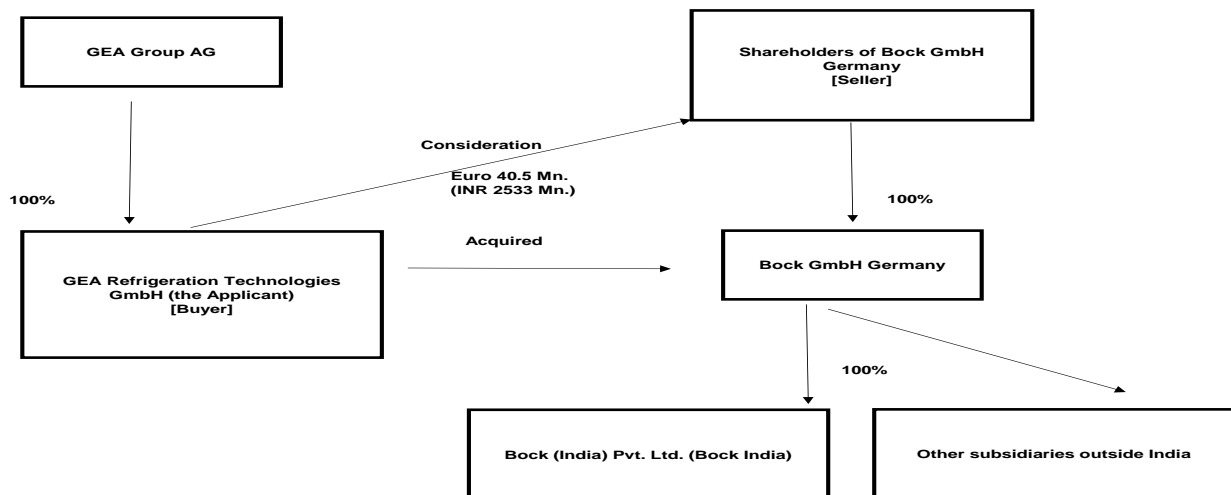 GEA Group AG
Shareholders of Bock GmbH
Germany
[Seller]
Consideration
Euro 40.5 Mn.
(INR 2533 Mn.)
100%
100%
GEA Refrigeration Technologies
GmbH (the Applicant)
[Buyer]
Acquired
Bock GmbH Germany
100%
Bock (India) Pvt. Ltd. (Bock India)
Other subsidiaries outside India